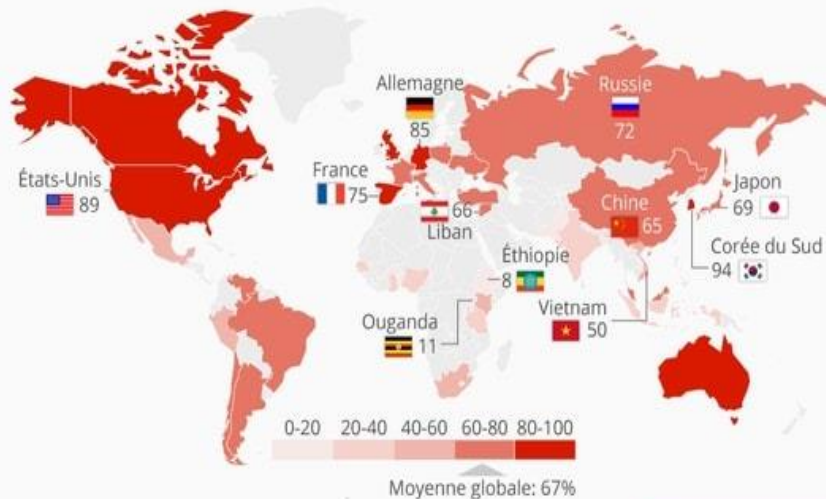 Allemagne
85
Russie
72
États-Unis
89
France
75
66
Liban
Chine
65
Japon
69
Corée du Sud
94
Éthiopie
8
Ouganda
11
Vietnam
50
0-20 20-40 40-60 60-80 80-100
Moyenne globale: 67%